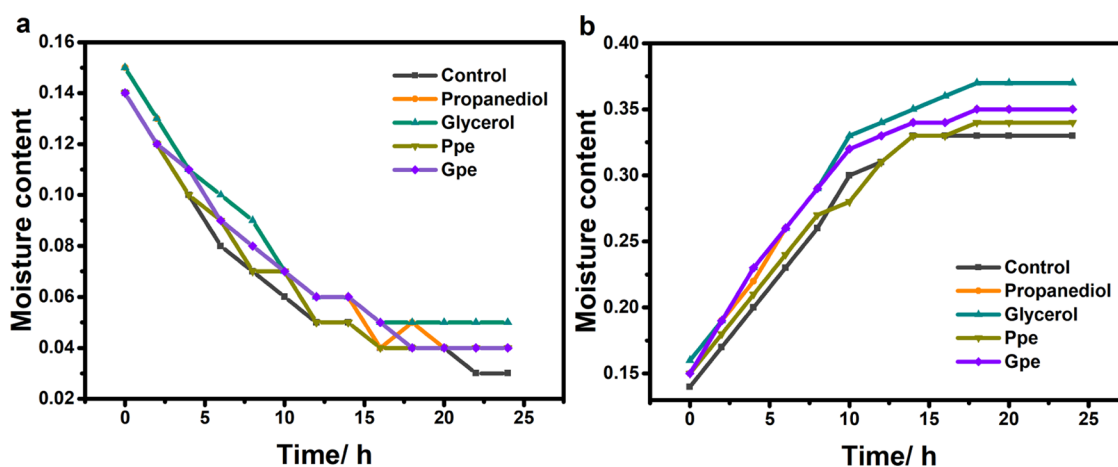 a
0.16
0.14
0.12
0.10
0.08
0.06
0.04
0.02
Moisture content
0 5 10 15 20 25
Time/ h
Control
Propanediol
Glycerol
Ppe
Gpe
b
0.40
0.35
0.30
0.25
0.20
0.15
Moisture content
0 5 10 15 20 25
Time/ h
Control
Propanediol
Glycerol
Ppe
Gpe